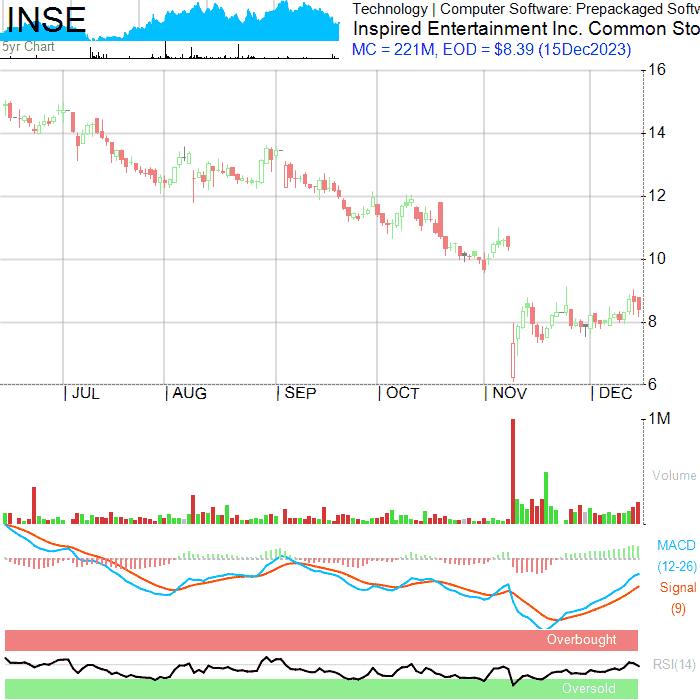 INSE
5yr Chart
Technology | Computer Software: Prepackaged Softw
Inspired Entertainment Inc. Common Sto
MC = 221M, EOD = $8.39 (15Dec2023)
16
14
12
10
8
6
| JUL | AUG | SEP | OCT | NOV | DEC
1M
Volume
MACD
(12-26)
Signal
(9)
Overbought
RSI(14)
Oversold